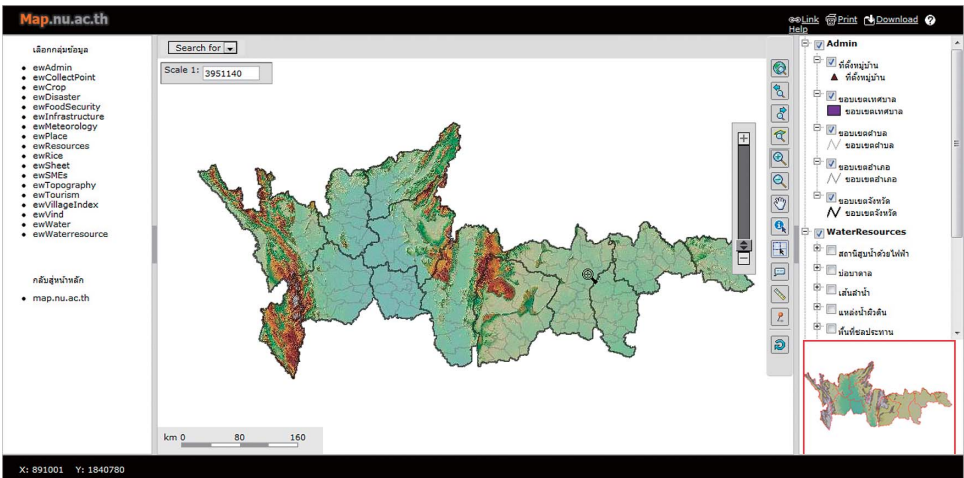 Map.nu.ac.th
Link Print Download ?
Help
เลือกกลุ่มข้อมูล
ewAdmin
ewCollectPoint
ewCrop
ewDisaster
ewFoodSecurity
ewInfrastructure
ewMeteorology
ewPlace
ewResources
ewRice
ewSheet
ewSMEs
ewTopography
ewTourism
ewVillageIndex
ewVind
ewWater
ewWaterresource
กลับสู่หน้าหลัก
map.nu.ac.th
Search for
Scale 1: 3951140
km 0 80 160
Admin
ที่ตั้งหมู่บ้าน
ที่ตั้งหมู่บ้าน
ขอบเขตเทศบาล
ขอบเขตเทศบาล
ขอบเขตตำบล
ขอบเขตตำบล
ขอบเขตอำเภอ
ขอบเขตอำเภอ
ขอบเขตจังหวัด
ขอบเขตจังหวัด
WaterResources
สถานีสูบน้ำด้วยไฟฟ้า
บ่อบาดาล
เส้นลำน้ำ
แหล่งน้ำผิวดิน
พื้นที่ชลประทาน
X: 891001 Y: 1840780